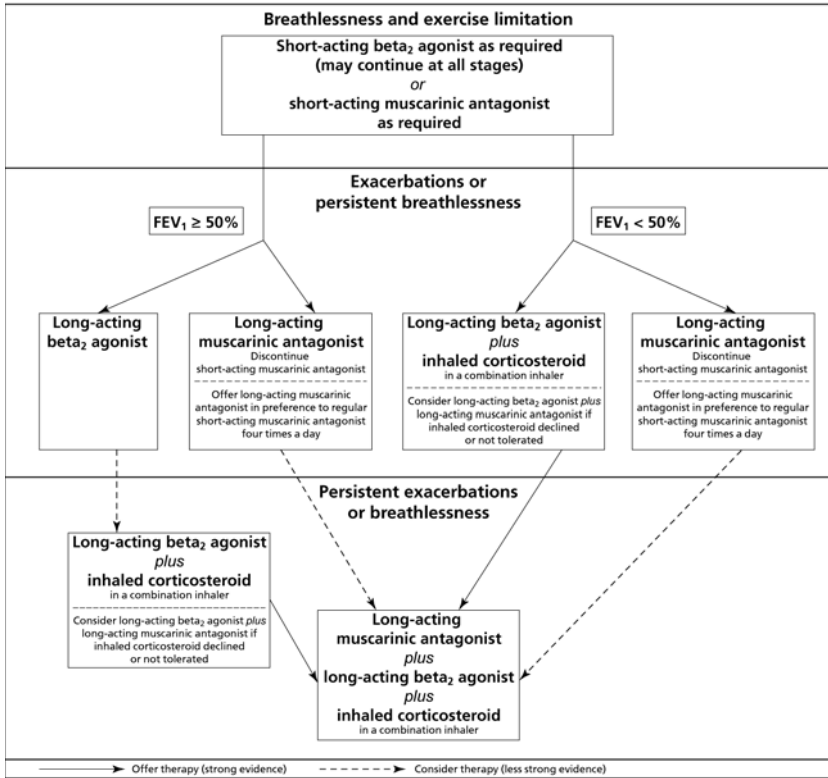 Breathlessness and exercise limitation
Short-acting beta₂ agonist as required
(may continue at all stages)
or
short-acting muscarinic antagonist
as required
Exacerbations or
persistent breathlessness
FEV₁ ≥ 50%
FEV₁ < 50%
Long-acting
beta₂ agonist
Long-acting
muscarinic antagonist
Discontinue
short-acting muscarinic antagonist
Offer long-acting muscarinic
antagonist in preference to regular
short-acting muscarinic antagonist
four times a day
Long-acting beta₂ agonist
plus
inhaled corticosteroid
in a combination inhaler
Consider long-acting beta₂ agonist plus
long-acting muscarinic antagonist if
inhaled corticosteroid declined
or not tolerated
Long-acting
muscarinic antagonist
Discontinue
short-acting muscarinic antagonist
Offer long-acting muscarinic
antagonist in preference to regular
short-acting muscarinic antagonist
four times a day
Persistent exacerbations
or breathlessness
Long-acting beta₂ agonist
plus
inhaled corticosteroid
in a combination inhaler
Consider long-acting beta₂ agonist plus
long-acting muscarinic antagonist if
inhaled corticosteroid declined
or not tolerated
Long-acting
muscarinic antagonist
plus
long-acting beta₂ agonist
plus
inhaled corticosteroid
in a combination inhaler
Offer therapy (strong evidence)
Consider therapy (less strong evidence)